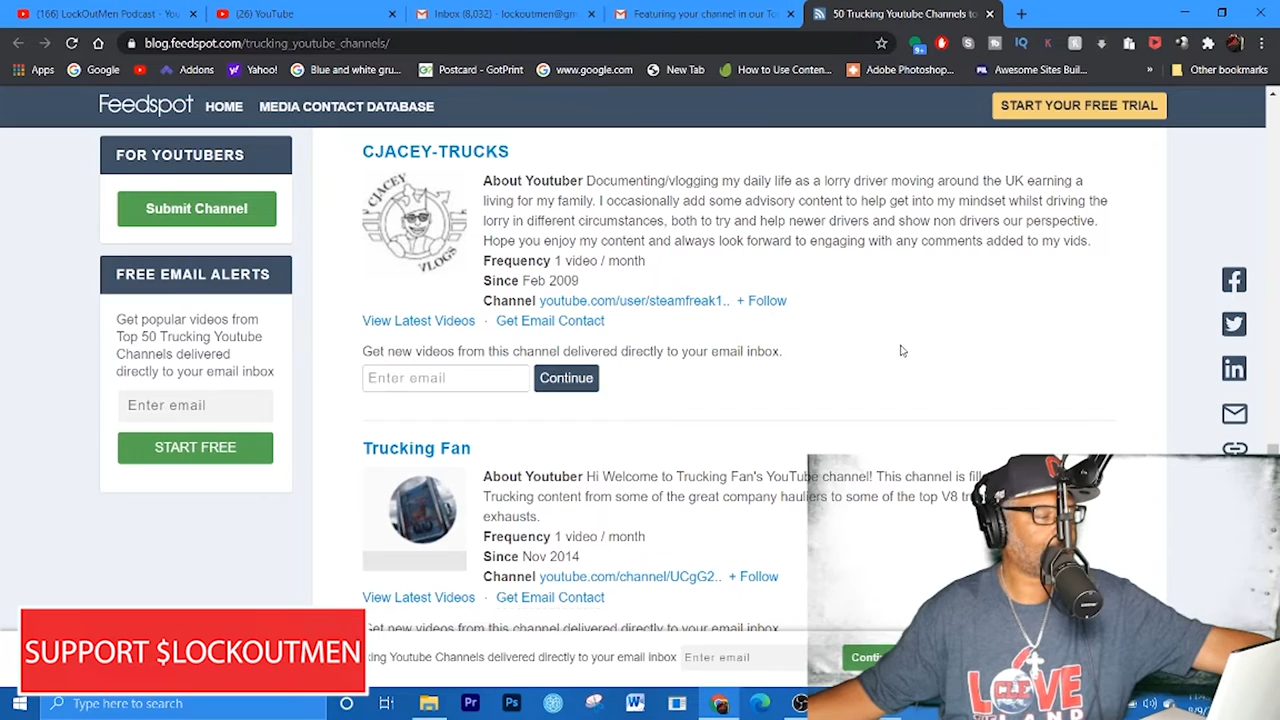 (166) LockOutMen Podcast - You
(26) YouTube
Inbox (8,032) - lockoutmen@gm
Featuring your channel in our To
50 Trucking Youtube Channels to
blog.feedspot.com/trucking_youtube_channels/
Apps
Google
Addons
Yahoo!
Blue and white gru...
Postcard - GotPrint
www.google.com
New Tab
How to Use Conten...
Adobe Photoshop...
Awesome Sites Buil...
»
Other bookmarks
Feedspot
HOME
MEDIA CONTACT DATABASE
START YOUR FREE TRIAL
FOR YOUTUBERS
Submit Channel
FREE EMAIL ALERTS
Get popular videos from
Top 50 Trucking Youtube
Channels delivered
directly to your email inbox
Enter email
START FREE
CJACEY-TRUCKS
CJACEY
VLOGS
About Youtuber Documenting/vlogging my daily life as a lorry driver moving around the UK earning a
living for my family. I occasionally add some advisory content to help get into my mindset whilst driving the
lorry in different circumstances, both to try and help newer drivers and show non drivers our perspective.
Hope you enjoy my content and always look forward to engaging with any comments added to my vids.
Frequency 1 video / month
Since Feb 2009
Channel youtube.com/user/steamfreak1.. + Follow
View Latest Videos · Get Email Contact
Get new videos from this channel delivered directly to your email inbox.
Enter email
Continue
Trucking Fan
About Youtuber Hi Welcome to Trucking Fan's YouTube channel! This channel is fil
Trucking content from some of the great company hauliers to some of the top V8 tr
exhausts.
Frequency 1 video / month
Since Nov 2014
Channel youtube.com/channel/UCgG2.. + Follow
View Latest Videos · Get Email Contact
Get new videos from this channel delivered directly to your email inbox.
king Youtube Channels delivered directly to your email inbox
Enter email
SUPPORT $LOCKOUTMEN
CLE
LOVE
SHURE
Type here to search